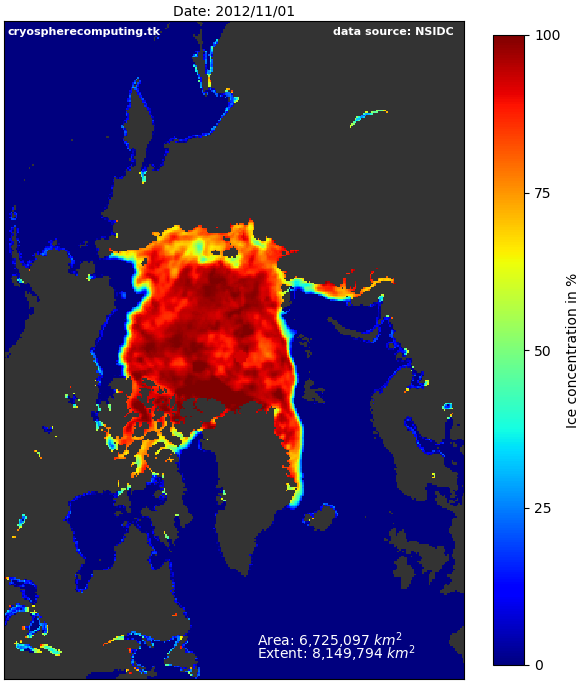 Date: 2012/11/01
cryospherecomputing.tk
data source: NSIDC
100
75
50
25
0
Ice concentration in %
Area: 6,725,097 km²
Extent: 8,149,794 km²